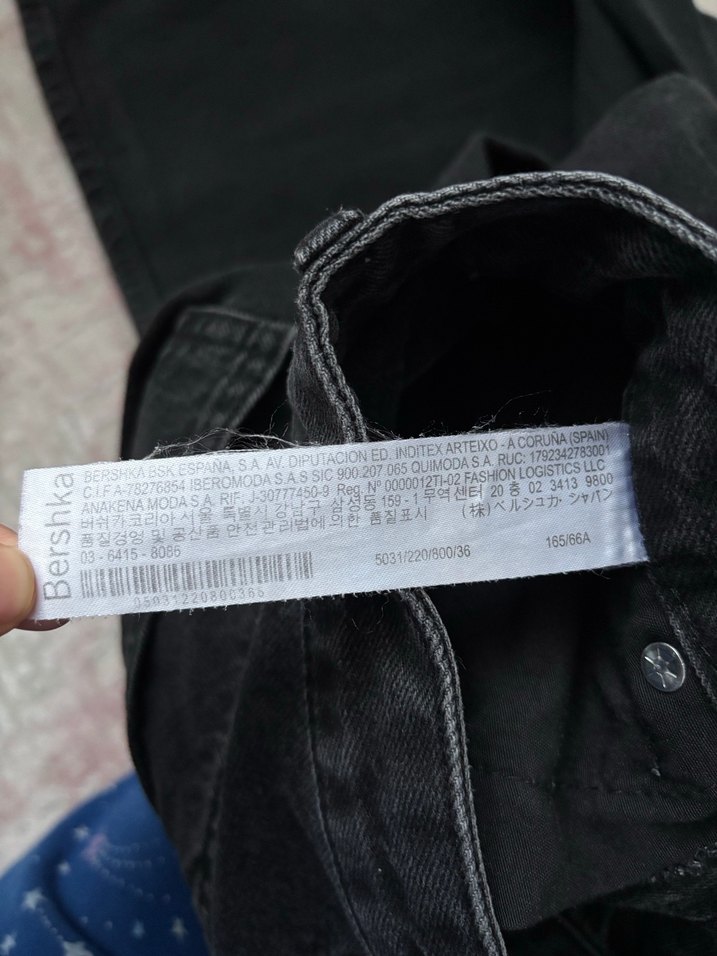 Bershka
BERSHKA BSK ESPAÑA, S.A. AV. DIPUTACION ED. INDITEX ARTEIXO - A CORUÑA (SPAIN)
C.I.F A-78276854 IBEROMODA S.A.S SIC 900.207 065 QUIMODA S.A. RUC: 1792342783001
ANAKENA MODA S.A. RIF. J-30777450-9 Reg. Nº 0000012TI-02 FASHION LOGISTICS LLC
버쉬카코리아 서울 특별시 강남구 삼성동 159 - 1 무역센터 20 층 02 3413 9800
품질경영 및 공산품 안전관리법에 의한 품질표시 (株) ベルシュカ・ジャパン
03 - 6415 - 8086 5031/220/800/36 165/66A
05031220800366